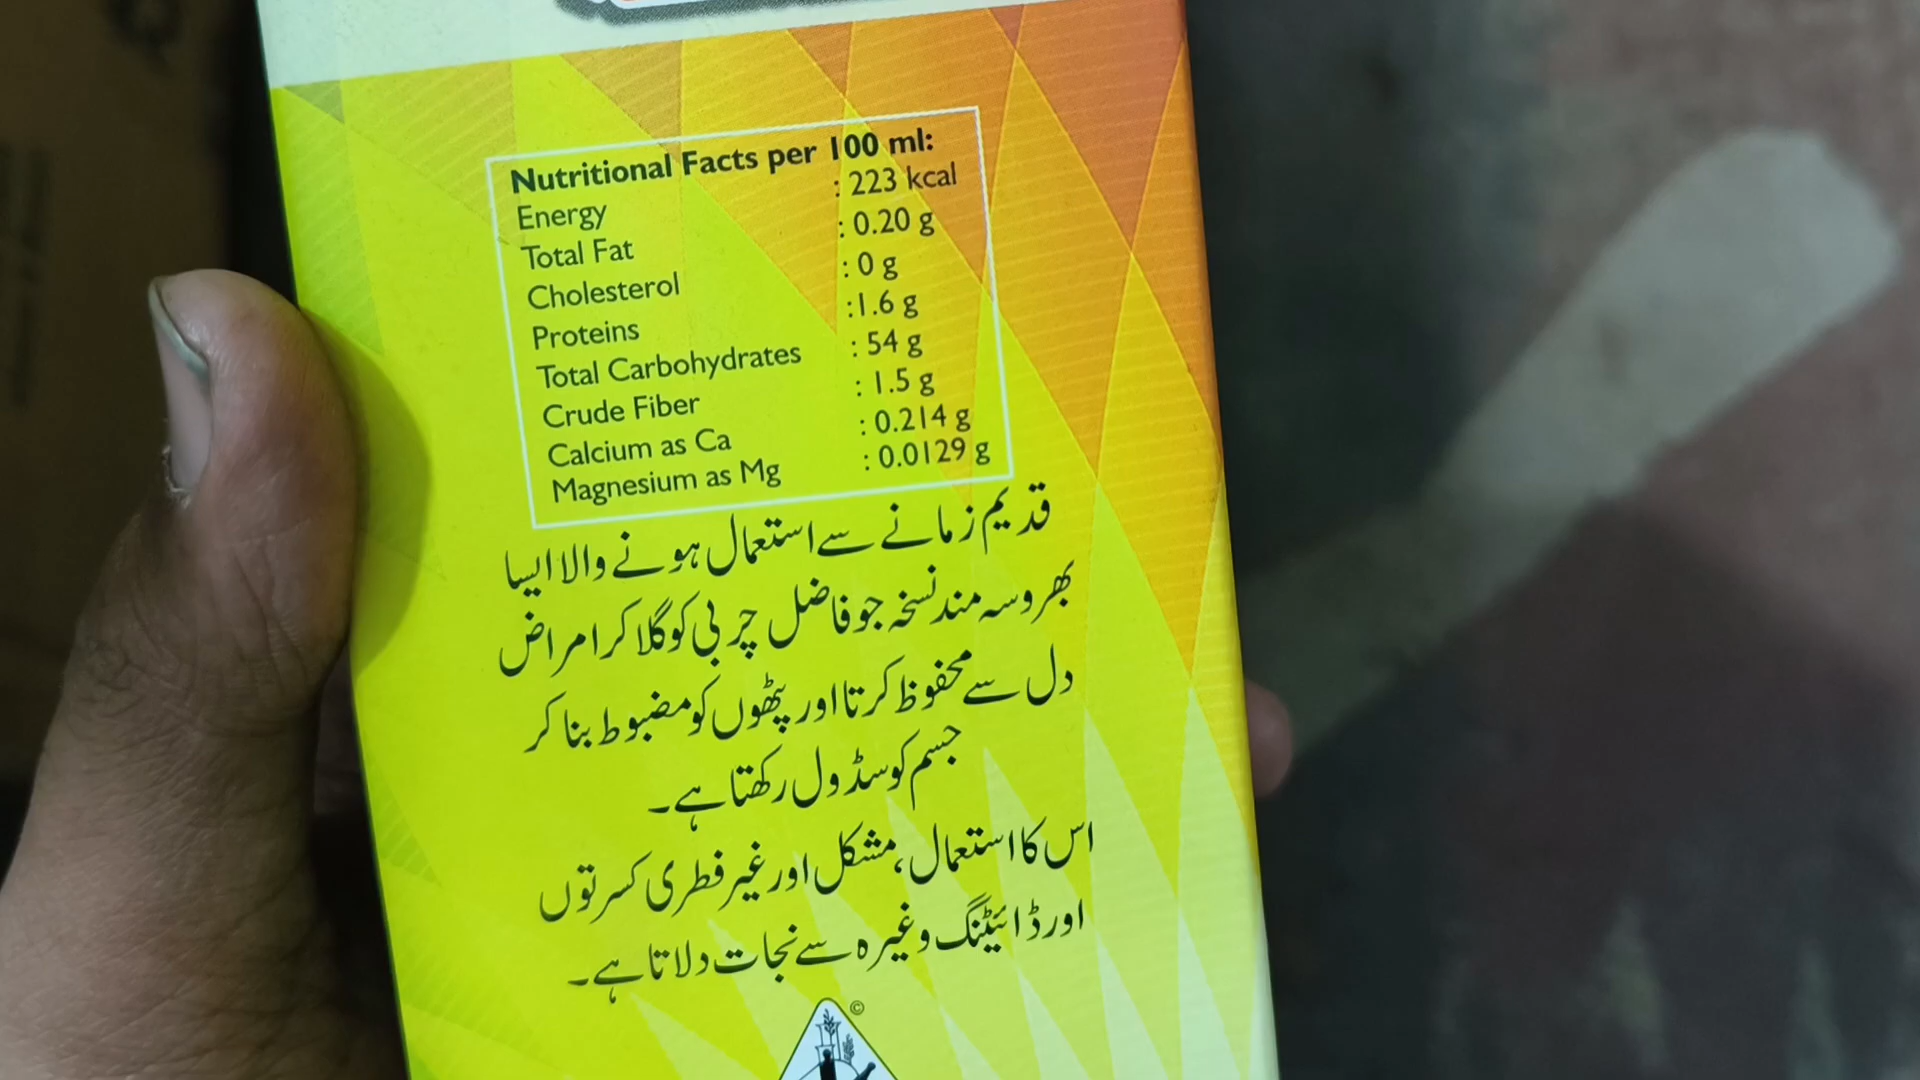 Nutritional Facts per 100 ml:
Energy : 223 kcal
Total Fat : 0.20 g
Cholesterol : 0 g
Proteins :1.6 g
Total Carbohydrates : 54 g
Crude Fiber : 1.5 g
Calcium as Ca : 0.214 g
Magnesium as Mg : 0.0129 g
قدیم زمانے سے استعمال ہونے والا ایسا
بھروسہ مند نسخہ جو فاضل چربی کو گلا کر امراض
دل سے محفوظ کرتا اور پٹھوں کو مضبوط بنا کر
جسم کو سڈول رکھتا ہے۔
اس کا استعمال، مشکل اور غیر فطری کسرتوں
اور ڈائیٹنگ وغیرہ سے نجات دلاتا ہے۔
©